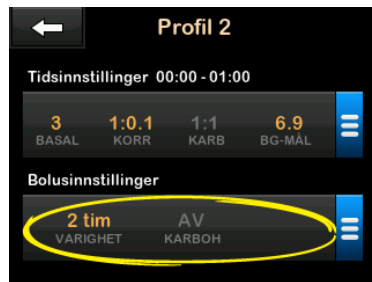 Profil 2
Tidsinnstillinger 00:00 - 01:00
3 1:0.1 1:1 6.9
BASAL KORR KARB BG-MÅL
Bolusinnstillinger
2 tim AV
VARIGHET KARBOH